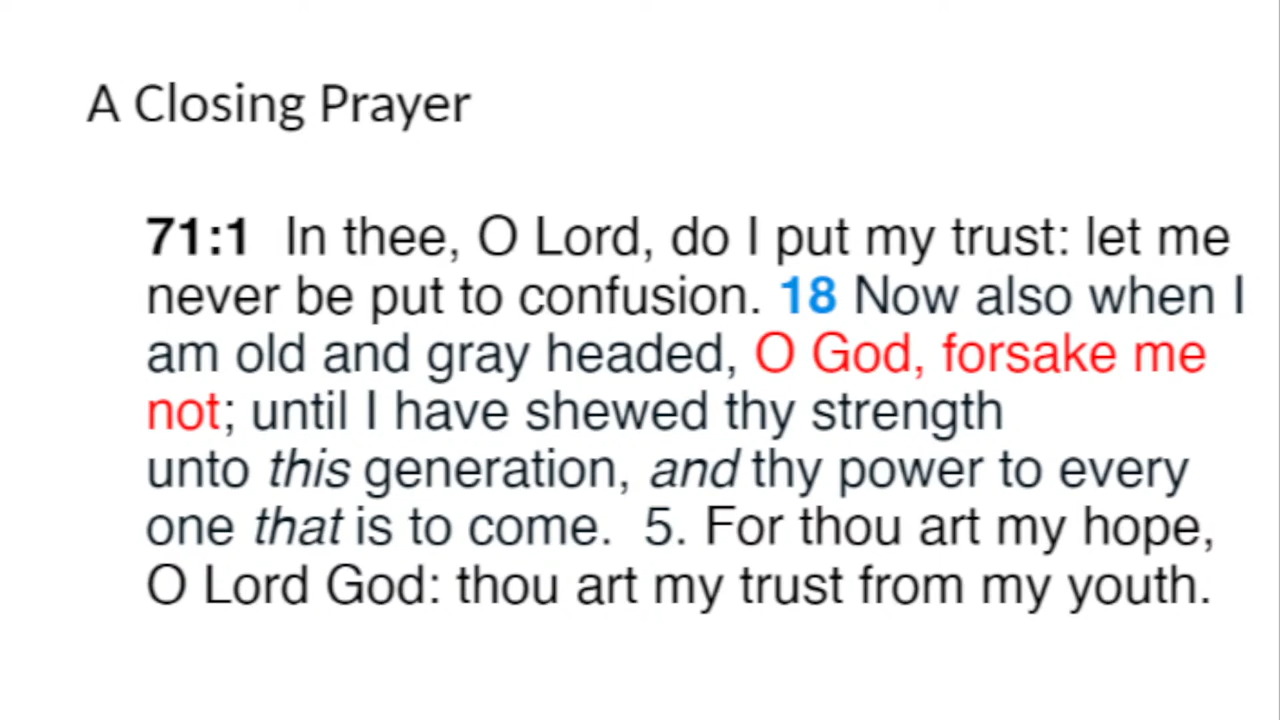 A Closing Prayer
71:1 In thee, O Lord, do I put my trust: let me
never be put to confusion. 18 Now also when I
am old and gray headed, O God, forsake me
not; until I have shewed thy strength
unto this generation, and thy power to every
one that is to come. 5. For thou art my hope,
O Lord God: thou art my trust from my youth.